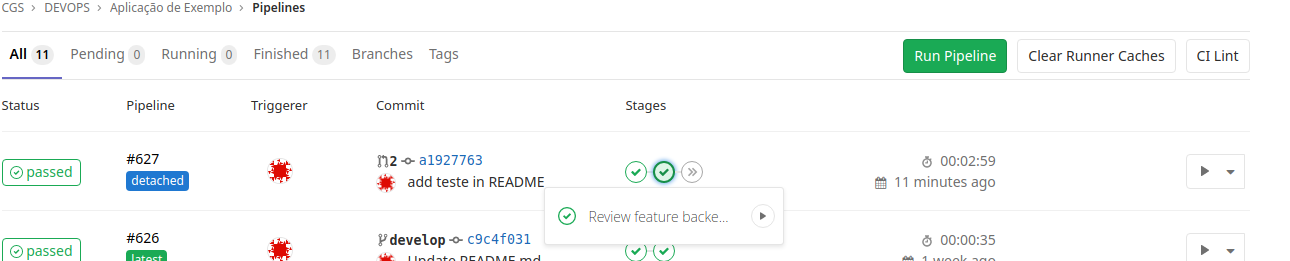 CGS > DEVOPS > Aplicação de Exemplo > Pipelines
All 11 Pending 0 Running 0 Finished 11 Branches Tags Run Pipeline Clear Runner Caches CI Lint
Status Pipeline Triggerer Commit Stages
passed #627 2 a1927763 00:02:59
detached add teste in README 11 minutes ago
Review feature backe...
passed #626 develop c9c4f031 00:00:35
latest Update README.md 1 week ago